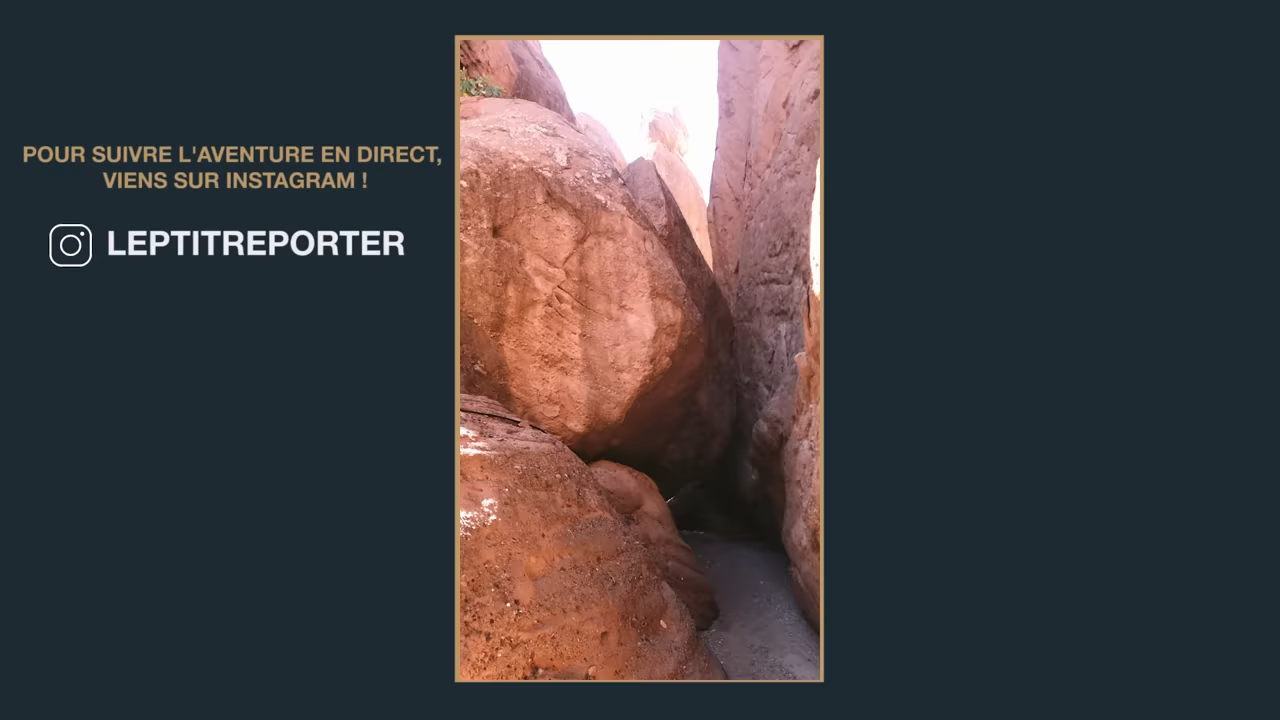 POUR SUIVRE L'AVENTURE EN DIRECT,
VIENS SUR INSTAGRAM !
LEPTITREPORTER